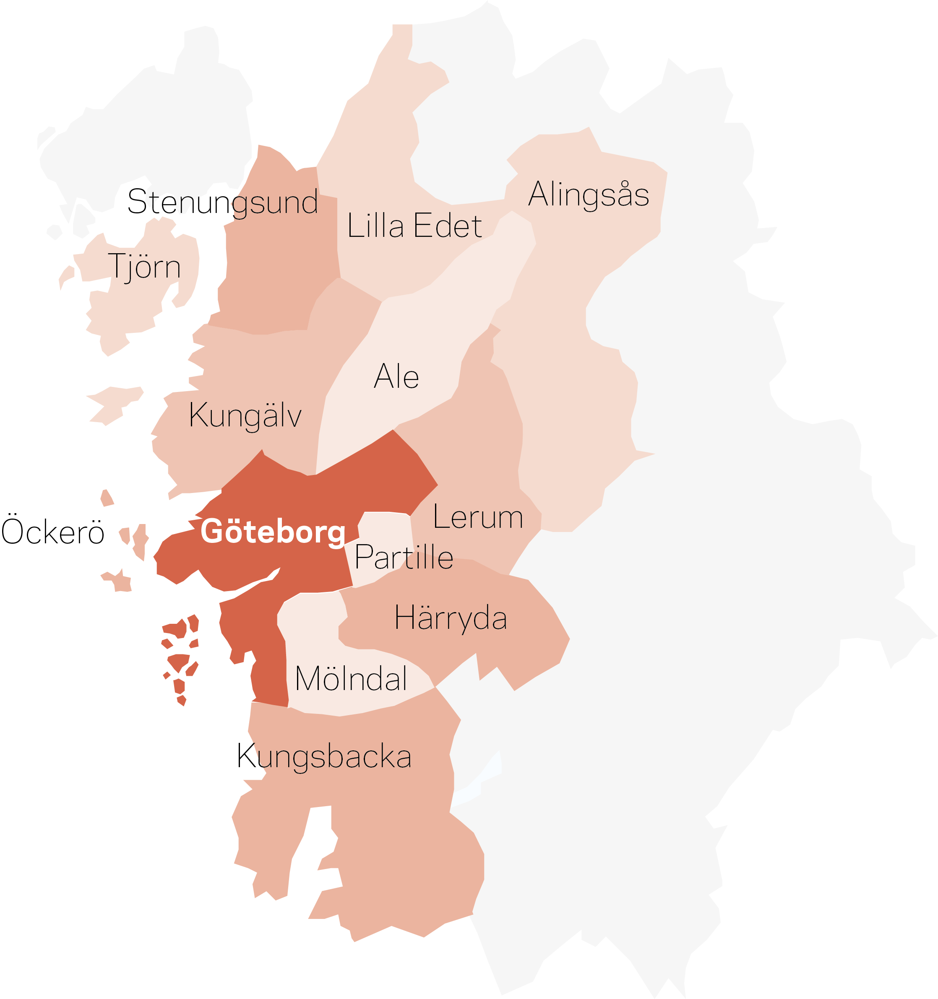 Stenungsund
Alingsås
Lilla Edet
Tjörn
Ale
Kungälv
Lerum
Öckerö
Göteborg
Partille
Härryda
Mölndal
Kungsbacka